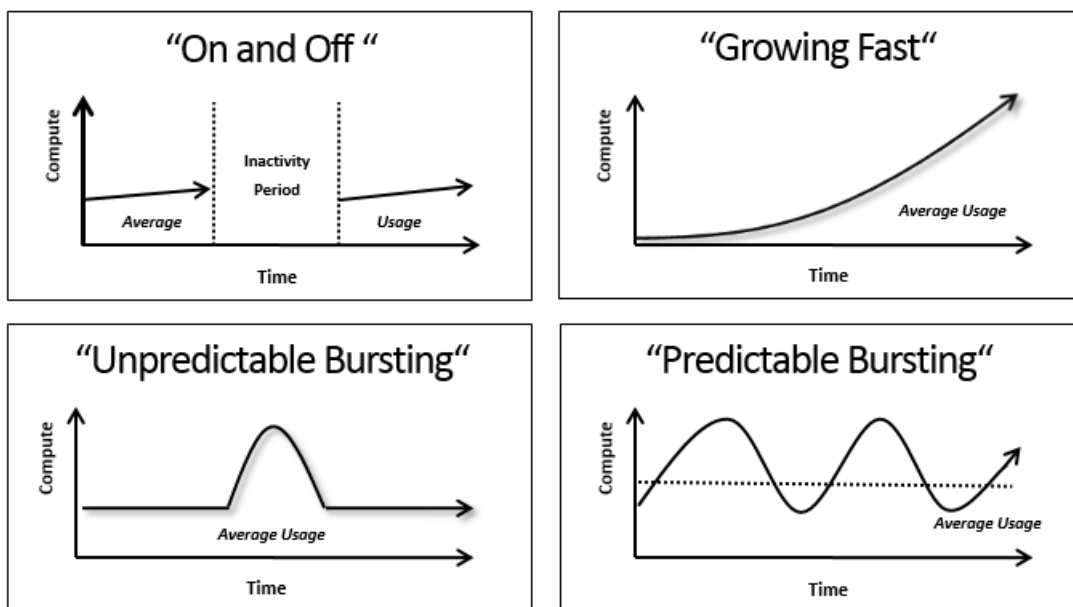 “On and Off “
Compute
Inactivity
Period
Average
Usage
Time
“Growing Fast“
Compute
Average Usage
Time
“Unpredictable Bursting“
Compute
Average Usage
Time
“Predictable Bursting“
Compute
Average Usage
Time